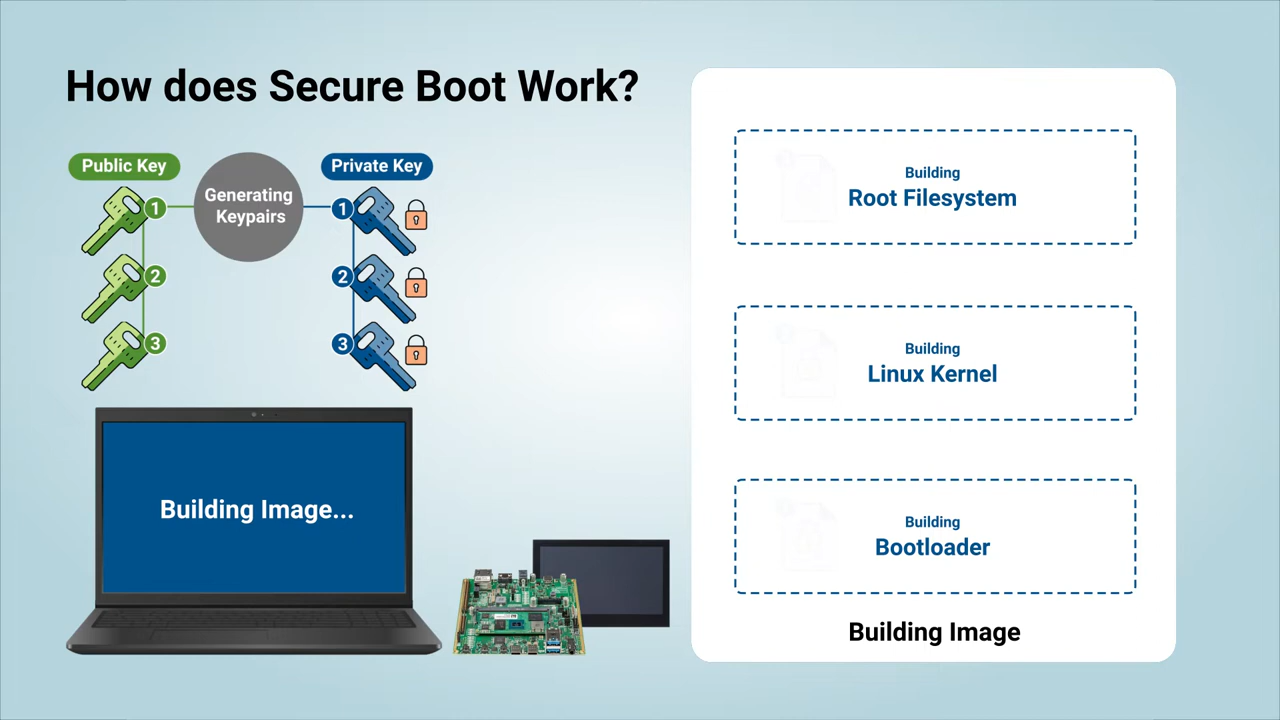 How does Secure Boot Work?
Public Key
Generating
Keypairs
Private Key
1
1
2
2
3
3
Building Image...
Building
Root Filesystem
Building
Linux Kernel
Building
Bootloader
Building Image